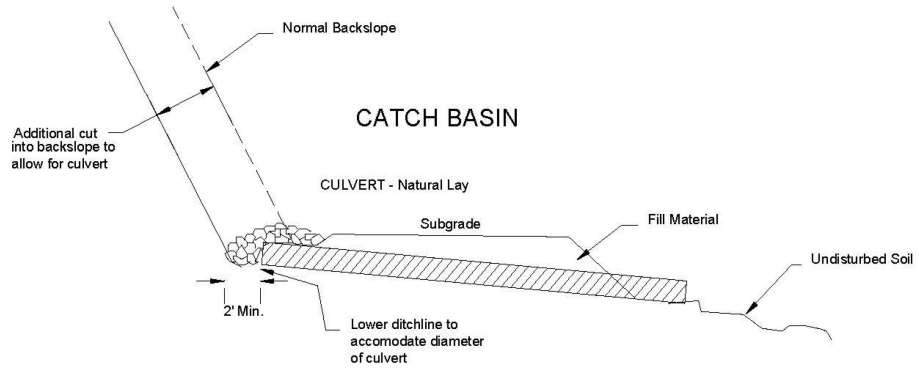 Normal Backslope
CATCH BASIN
Additional cut
into backslope to
allow for culvert
CULVERT - Natural Lay
Subgrade
Fill Material
Undisturbed Soil
2' Min.
Lower ditchline to
accomodate diameter
of culvert